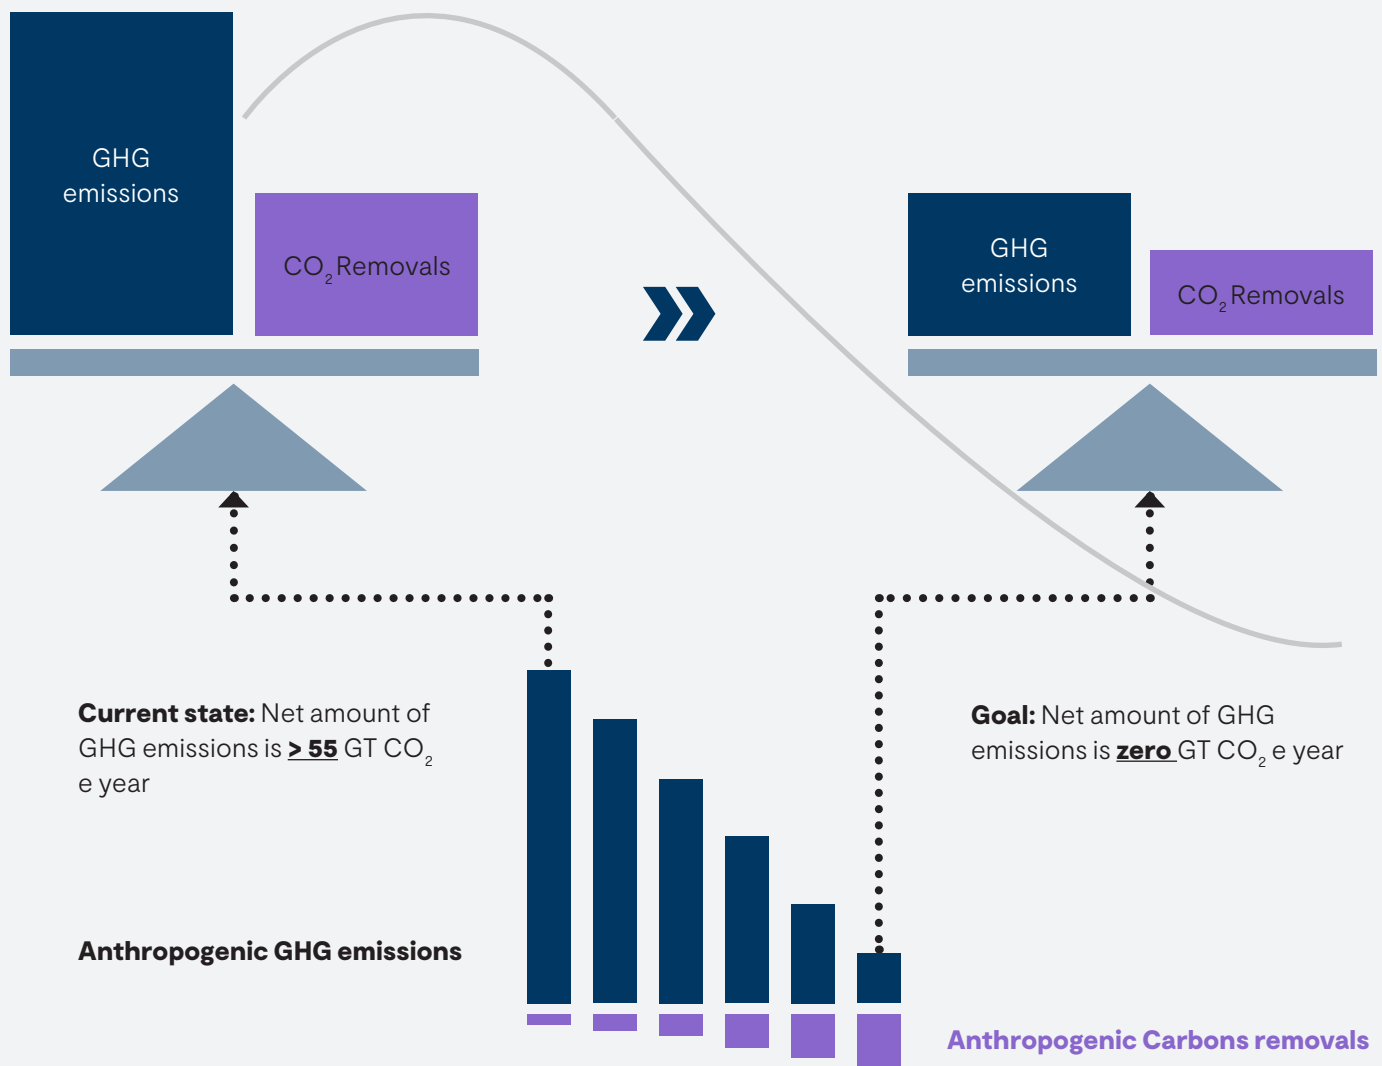 GHG
emissions
CO₂ Removals
GHG
emissions
CO₂ Removals
Current state: Net amount of
GHG emissions is > 55 GT CO₂
e year
Goal: Net amount of GHG
emissions is zero GT CO₂ e year
Anthropogenic GHG emissions
Anthropogenic Carbons removals